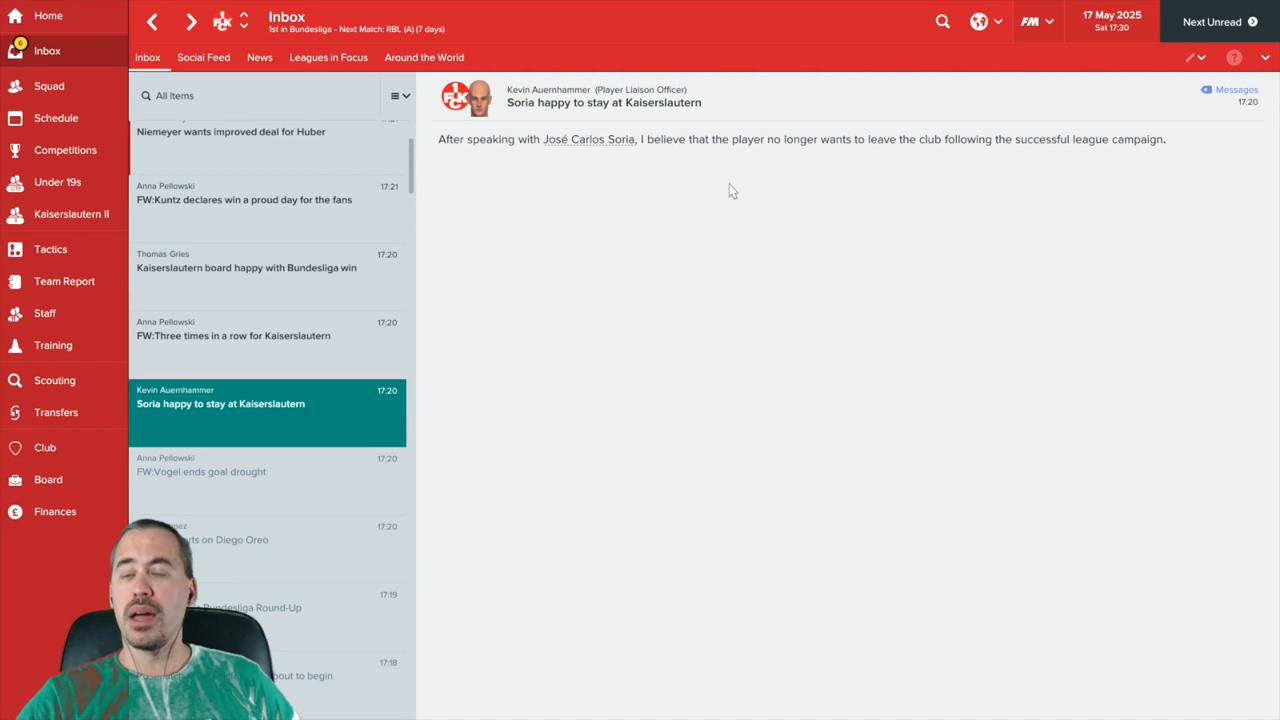 Home
Inbox
1st in Bundesliga - Next Match: RBL (A) (7 days)
FM
17 May 2025
Sat 17:30
Next Unread
6
Inbox
Squad
Schedule
Competitions
Under 19s
Kaiserslautern II
Tactics
Team Report
Staff
Training
Scouting
Transfers
Club
Board
Finances
Inbox
Social Feed
News
Leagues in Focus
Around the World
All Items
Niemeyer wants improved deal for Huber
Anna Pellowski
17:21
FW:Kuntz declares win a proud day for the fans
Thomas Gries
17:20
Kaiserslautern board happy with Bundesliga win
Anna Pellowski
17:20
FW:Three times in a row for Kaiserslautern
Kevin Auernhammer
17:20
Soria happy to stay at Kaiserslautern
Anna Pellowski
17:20
FW:Vogel ends goal drought
17:20
on Diego Oreo
17:19
Bundesliga Round-Up
17:18
to begin
Kevin Auernhammer (Player Liaison Officer)
Soria happy to stay at Kaiserslautern
Messages
17:20
After speaking with José Carlos Soria, I believe that the player no longer wants to leave the club following the successful league campaign.